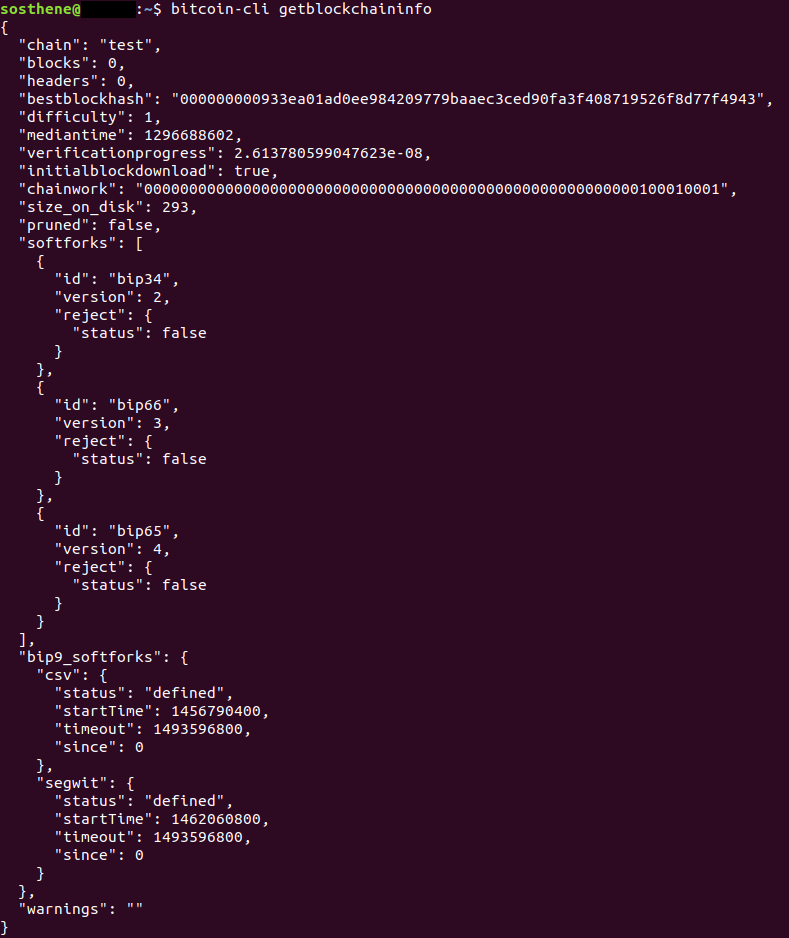 sosthene@ :~$ bitcoin-cli getblockchaininfo
{
  "chain": "test",
  "blocks": 0,
  "headers": 0,
  "bestblockhash": "000000000933ea01ad0ee984209779baaec3ced90fa3f408719526f8d77f4943",
  "difficulty": 1,
  "mediantime": 1296688602,
  "verificationprogress": 2.613780599047623e-08,
  "initialblockdownload": true,
  "chainwork": "0000000000000000000000000000000000000000000000000000000100010001",
  "size_on_disk": 293,
  "pruned": false,
  "softforks": [
    {
      "id": "bip34",
      "version": 2,
      "reject": {
        "status": false
      }
    },
    {
      "id": "bip66",
      "version": 3,
      "reject": {
        "status": false
      }
    },
    {
      "id": "bip65",
      "version": 4,
      "reject": {
        "status": false
      }
    }
  ],
  "bip9_softforks": {
    "csv": {
      "status": "defined",
      "startTime": 1456790400,
      "timeout": 1493596800,
      "since": 0
    },
    "segwit": {
      "status": "defined",
      "startTime": 1462060800,
      "timeout": 1493596800,
      "since": 0
    }
  },
  "warnings": ""
}